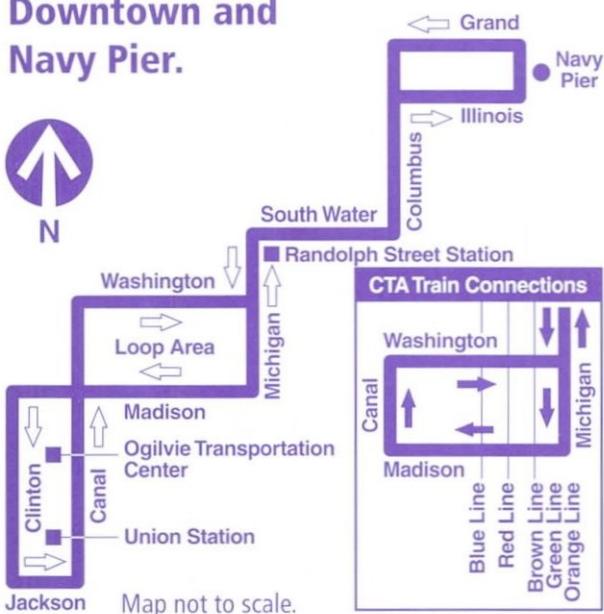 Downtown and
Navy Pier.
Grand
Navy
Pier
Illinois
Columbus
N
South Water
Randolph Street Station
Washington
Loop Area
Michigan
Madison
Ogilvie Transportation
Center
Clinton
Canal
Union Station
Jackson
Map not to scale.
CTA Train Connections
Washington
Canal
Michigan
Madison
Blue Line
Red Line
Brown Line
Green Line
Orange Line